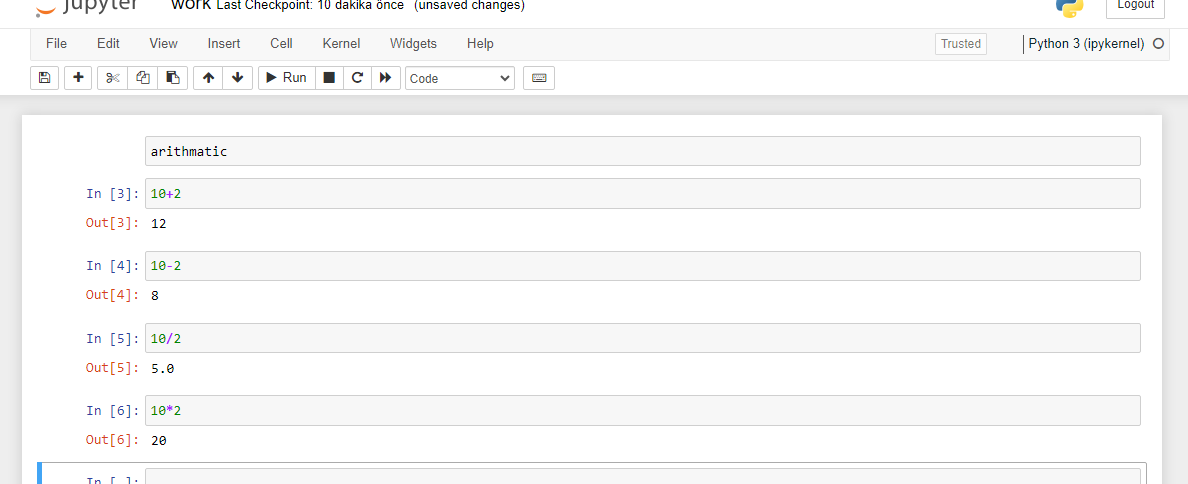 jupyter work Last Checkpoint: 10 dakika önce (unsaved changes) Logout
File Edit View Insert Cell Kernel Widgets Help Trusted Python 3 (ipykernel)
Run Code
arithmatic
In [3]: 10+2
Out[3]: 12
In [4]: 10-2
Out[4]: 8
In [5]: 10/2
Out[5]: 5.0
In [6]: 10*2
Out[6]: 20
In [ ]: